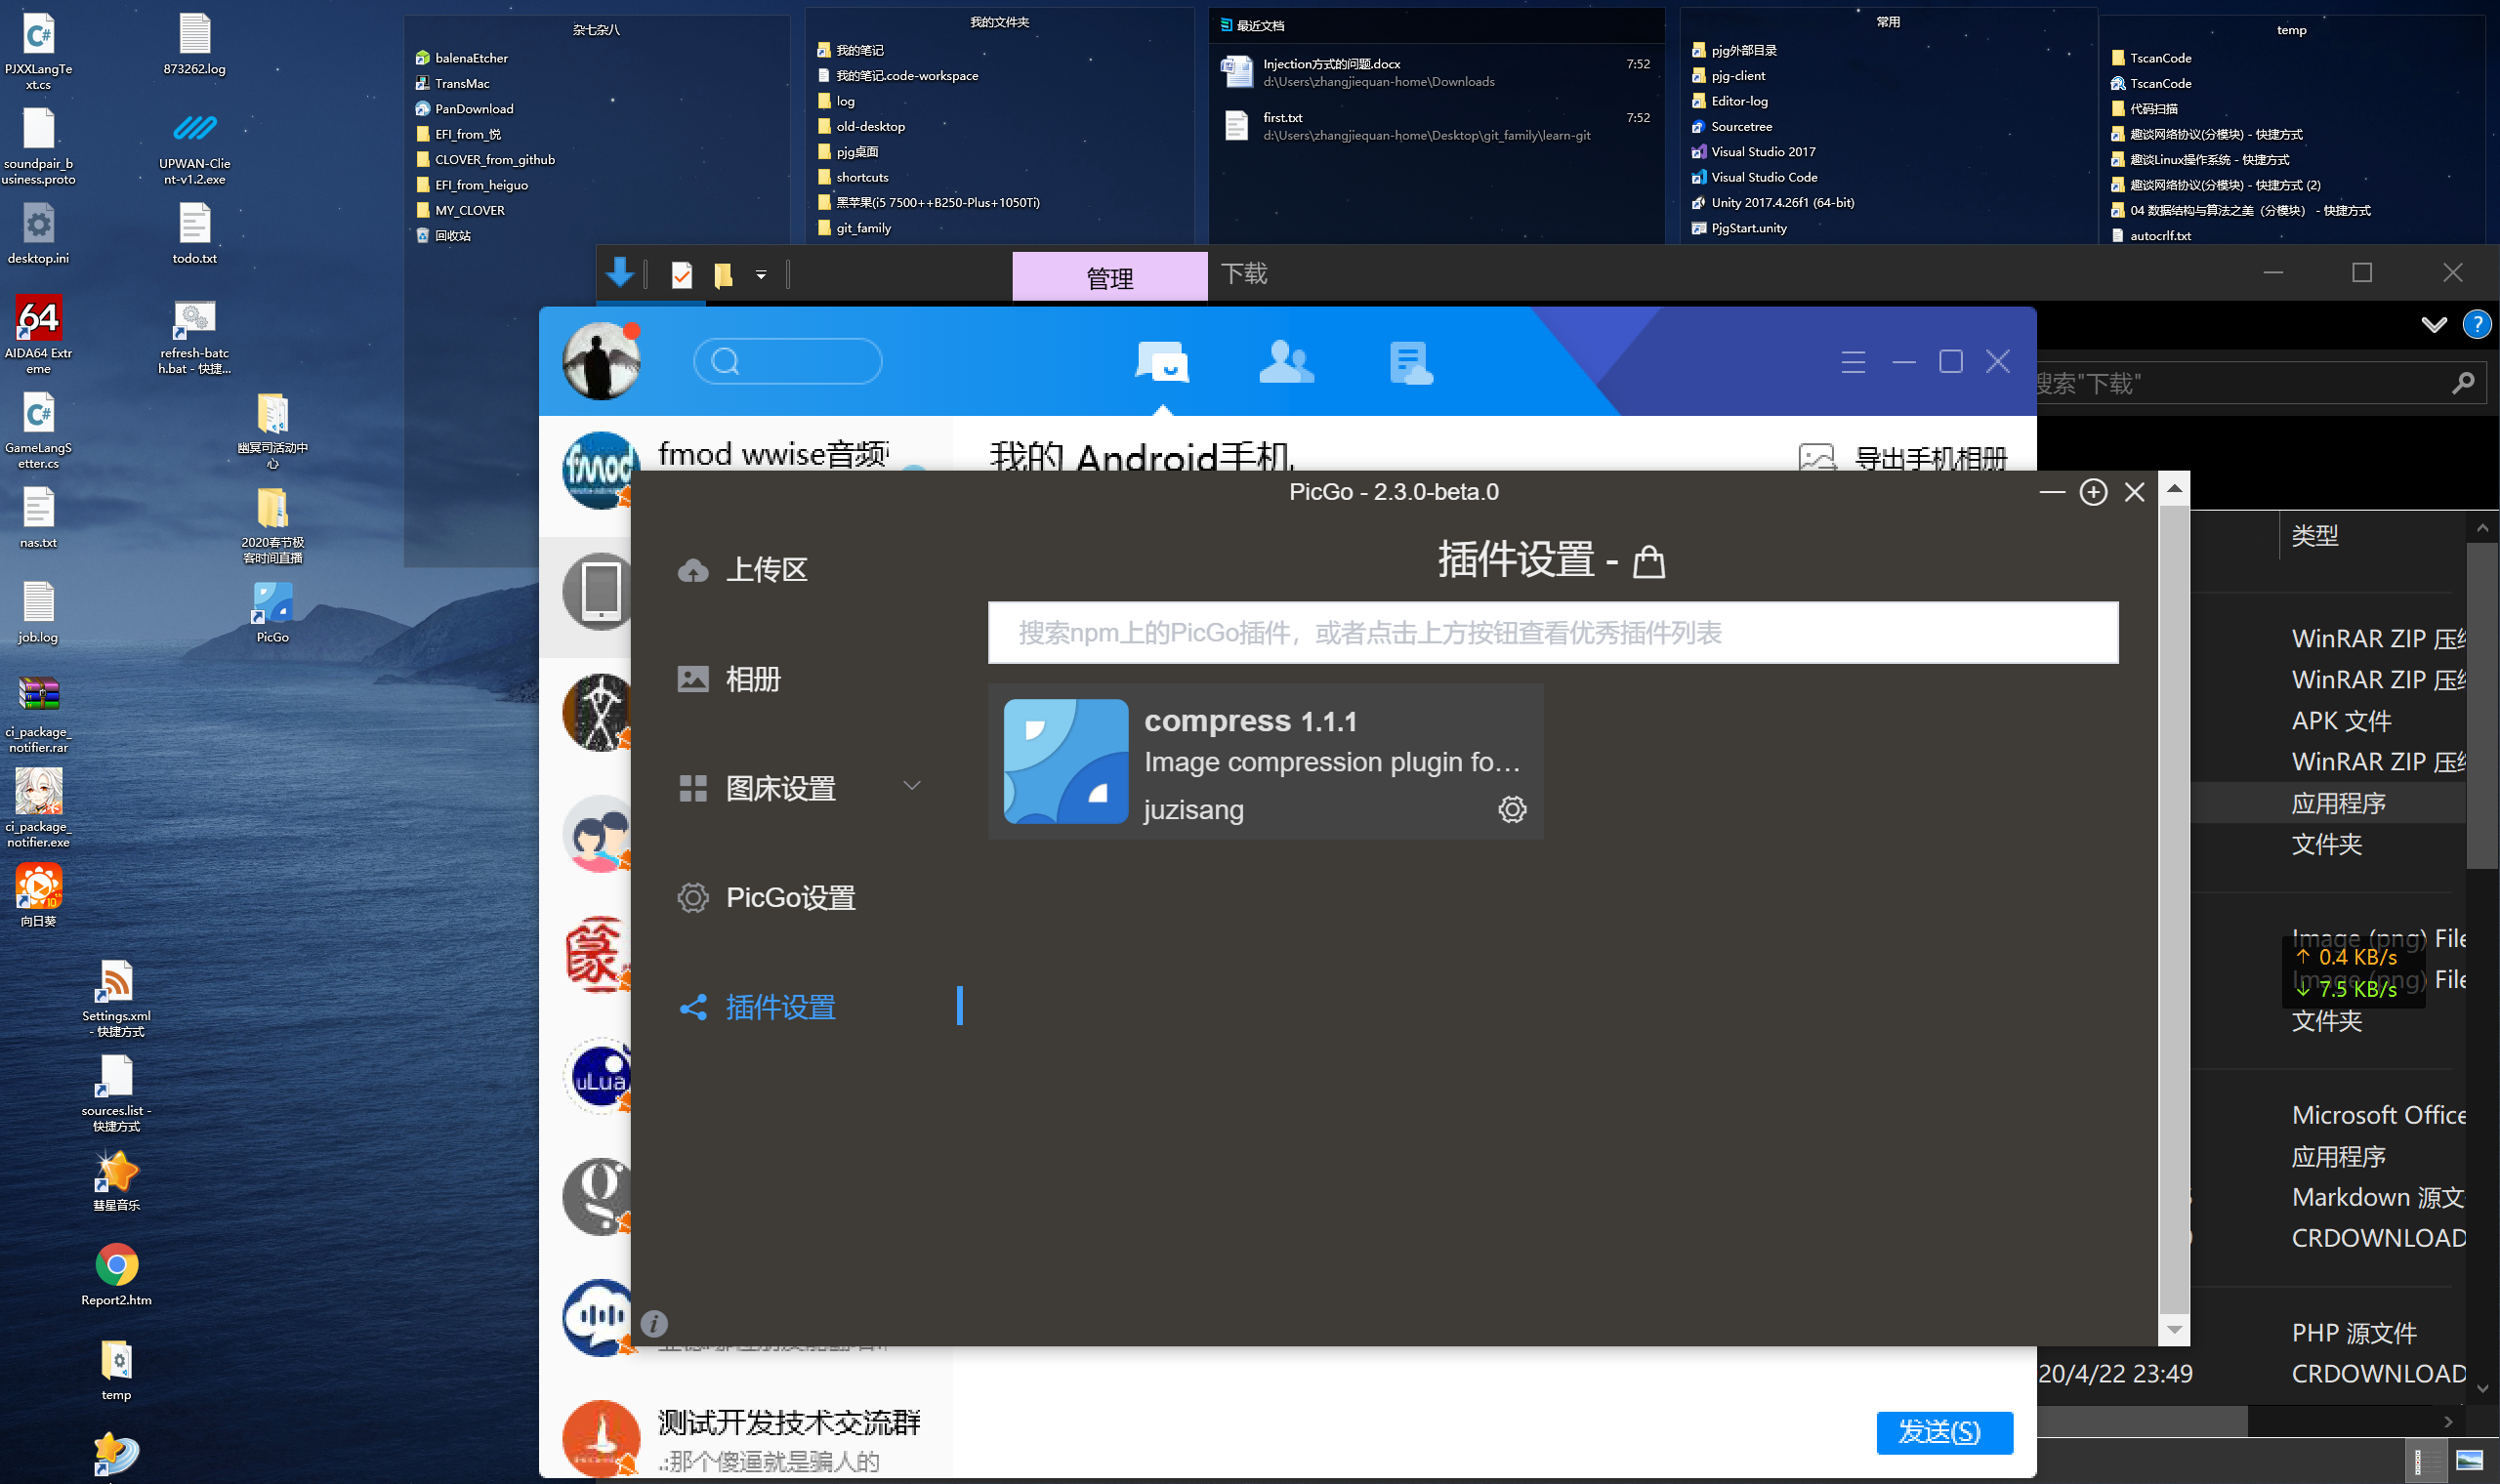 PJXXLangTe
xt.cs
873262.log
soundpair_b
usiness.proto
UPWAN-Clie
nt-v1.2.exe
desktop.ini
todo.txt
64
AIDA64 Extr
eme
refresh-batc
h.bat - 快捷...
GameLangS
etter.cs
幽冥司活动中
心
nas.txt
2020春节极
客时间直播
job.log
PicGo
ci_package_
notifier.rar
ci_package_
notifier.exe
向日葵
Settings.xml
- 快捷方式
sources.list -
快捷方式
彗星音乐
Report2.htm
temp
杂七杂八
balenaEtcher
TransMac
PanDownload
EFI_from_悦
CLOVER_from_github
EFI_from_heiguo
MY_CLOVER
回收站
我的文件夹
我的笔记
我的笔记.code-workspace
log
old-desktop
pjg桌面
shortcuts
黑苹果(i5 7500++B250-Plus+1050Ti)
git_family
最近文档
Injection方式的问题.docx
7:52
d:\Users\zhangjiequan-home\Downloads
first.txt
7:52
d:\Users\zhangjiequan-home\Desktop\git_family\learn-git
常用
pjg外部目录
pjg-client
Editor-log
Sourcetree
Visual Studio 2017
Visual Studio Code
Unity 2017.4.26f1 (64-bit)
PjgStart.unity
temp
TscanCode
TscanCode
代码扫描
趣谈网络协议(分模块) - 快捷方式
趣谈Linux操作系统 - 快捷方式
趣谈网络协议(分模块) - 快捷方式 (2)
04 数据结构与算法之美（分模块） - 快捷方式
autocrlf.txt
管理
下载
搜索"下载"
fmod
fmod wwise音频
我的 Android手机
导出手机相册
PicGo - 2.3.0-beta.0
上传区
相册
图床设置
PicGo设置
插件设置
插件设置 -
搜索npm上的PicGo插件，或者点击上方按钮查看优秀插件列表
compress 1.1.1
Image compression plugin fo...
juzisang
uLua
测试开发技术交流群
.:那个傻逼就是骗人的
发送(S)
类型
WinRAR ZIP 压缩
WinRAR ZIP 压缩
APK 文件
WinRAR ZIP 压缩
应用程序
文件夹
Image (png) File
↑ 0.4 KB/s
Image (png) File
↓ 7.5 KB/s
文件夹
Microsoft Office
应用程序
Markdown 源文
CRDOWNLOAD
PHP 源文件
20/4/22 23:49
CRDOWNLOAD